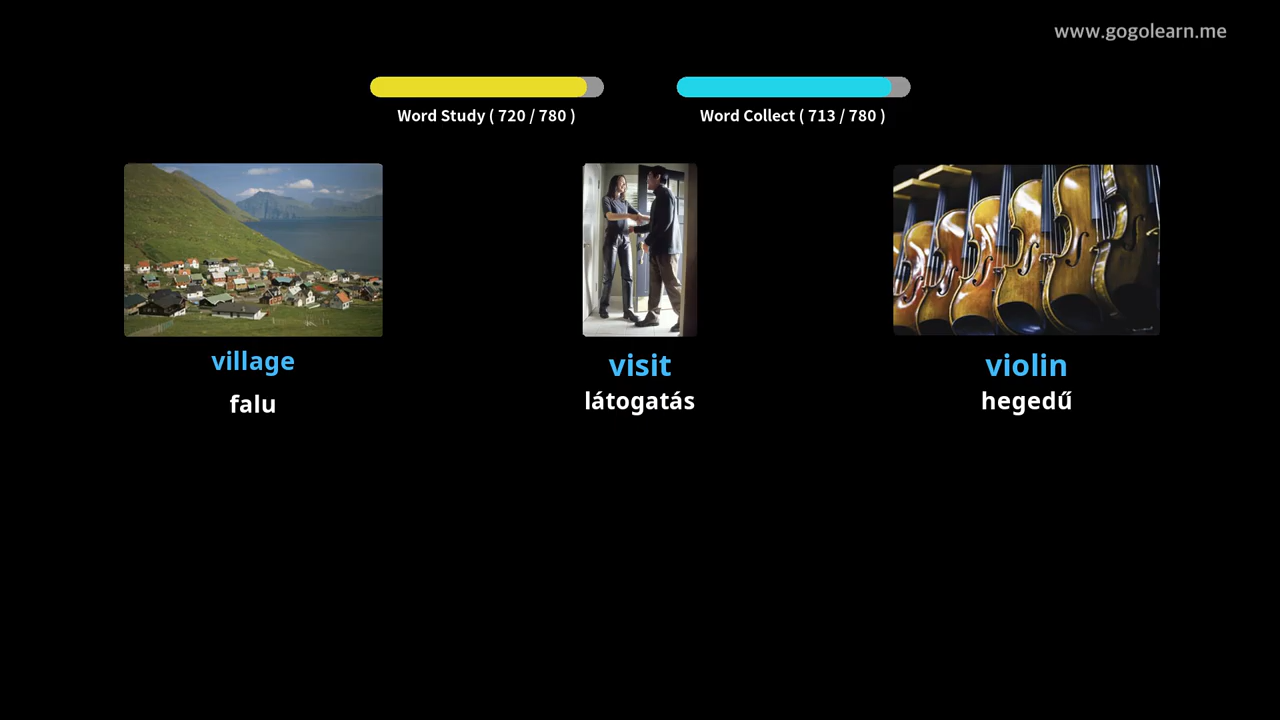 www.gogolearn.me
Word Study ( 720 / 780 )
Word Collect ( 713 / 780 )
village
falu
visit
látogatás
violin
hegedű